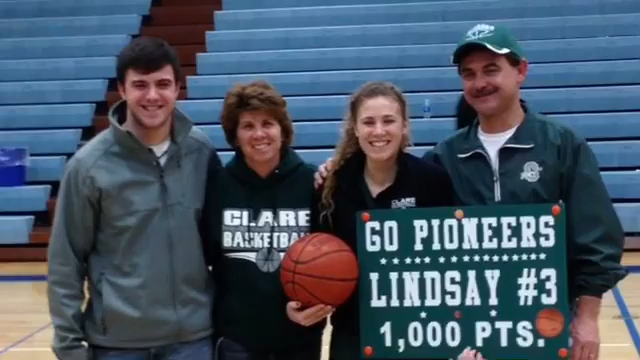 CLARE
BASKETBALL
CLARE
GO PIONEERS
LINDSAY #3
1,000 PTS.